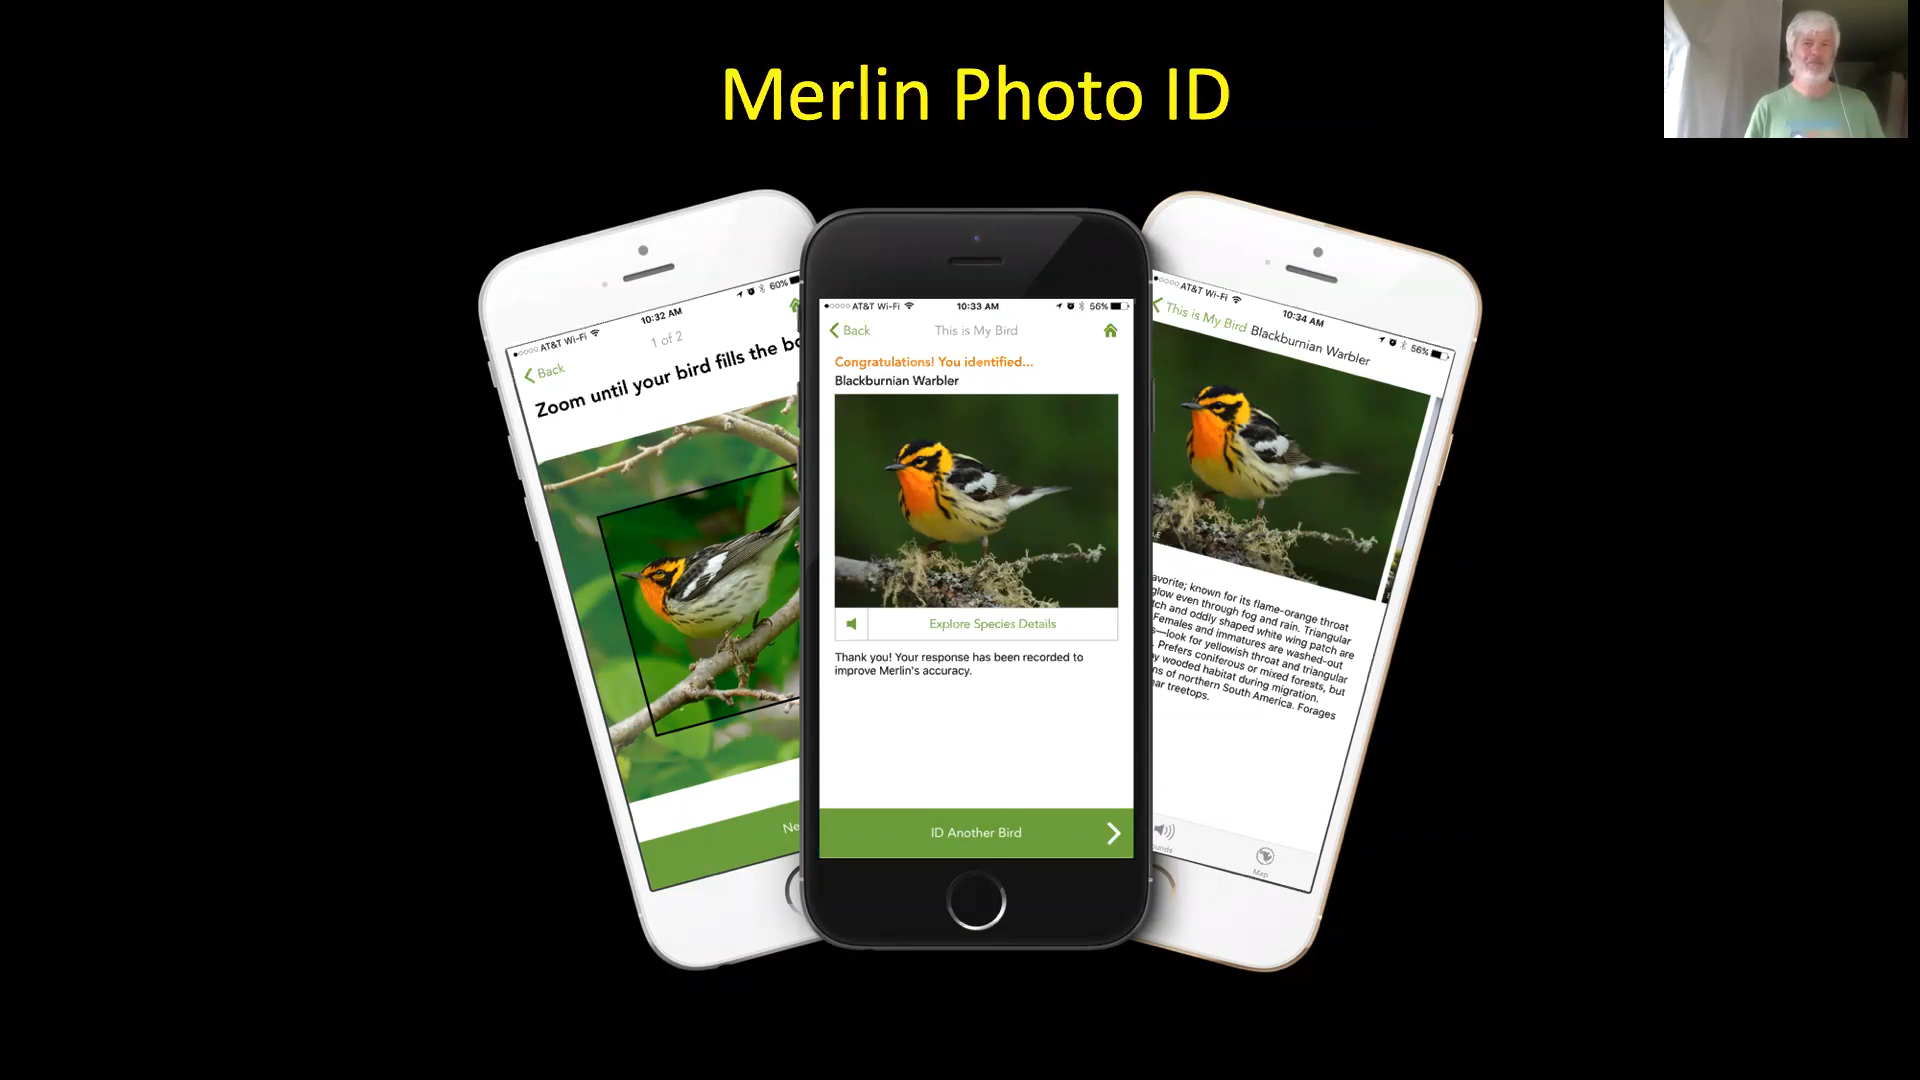 Merlin Photo ID
AT&T Wi-Fi 10:32 AM 60%
Back 1 of 2
Zoom until your bird fills the
AT&T Wi-Fi 10:33 AM 56%
Back This is My Bird
Congratulations! You identified...
Blackburnian Warbler
Explore Species Details
Thank you! Your response has been recorded to
improve Merlin's accuracy.
ID Another Bird
AT&T Wi-Fi 10:34 AM 56%
This is My Bird Blackburnian Warbler
avorite; known for its flame-orange throat
glow even through fog and rain. Triangular
tch and oddly shaped white wing patch are
Females and immatures are washed-out
s—look for yellowish throat and triangular
. Prefers coniferous or mixed forests, but
y wooded habitat during migration.
ns of northern South America. Forages
ar treetops.
Map